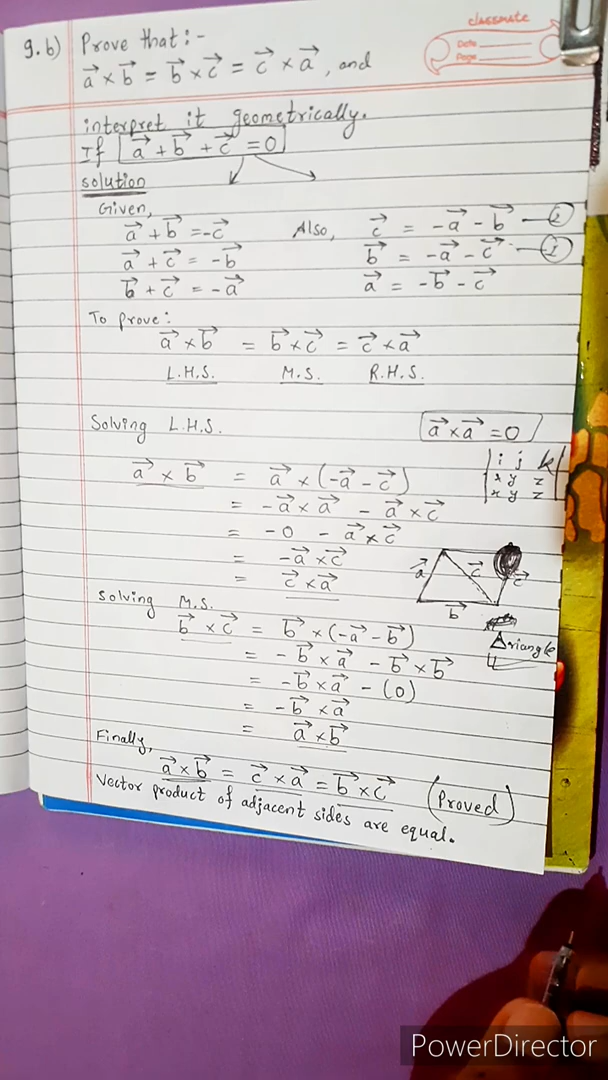 classmate
Date
Page
9.b) Prove that:-
a⃗ × b⃗ = b⃗ × c⃗ = c⃗ × a⃗, and
interpret it geometrically.
If a⃗ + b⃗ + c⃗ = 0
solution
Given,
a⃗ + b⃗ = -c⃗ Also, c⃗ = -a⃗ - b⃗ —②
a⃗ + c⃗ = -b⃗ b⃗ = -a⃗ - c⃗ —①
b⃗ + c⃗ = -a⃗ a⃗ = -b⃗ - c⃗
To prove:
a⃗ × b⃗ = b⃗ × c⃗ = c⃗ × a⃗
L.H.S. M.S. R.H.S.
Solving L.H.S. a⃗ × a⃗ = 0
| i j k |
| x y z |
| x y z |
a⃗ × b⃗ = a⃗ × (-a⃗ - c⃗)
= -a⃗ × a⃗ - a⃗ × c⃗
= -0 - a⃗ × c⃗
= -a⃗ × c⃗
= c⃗ × a⃗
a⃗ c⃗ c⃗
b⃗
Solving M.S.
b⃗ × c⃗ = b⃗ × (-a⃗ - b⃗)
Δriangle
= - b⃗ × a⃗ - b⃗ × b⃗
= -b⃗ × a⃗ - (0)
= -b⃗ × a⃗
= a⃗ × b⃗
Finally,
a⃗ × b⃗ = c⃗ × a⃗ = b⃗ × c⃗ (Proved)
Vector product of adjacent sides are equal.
PowerDirector